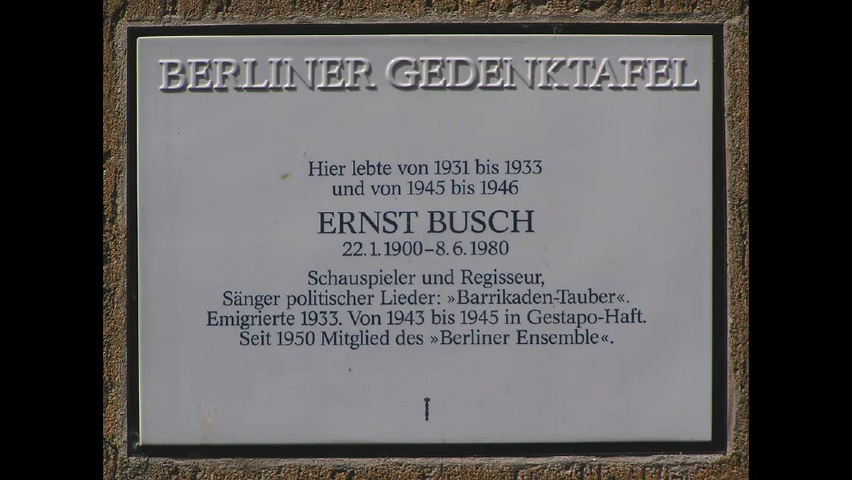 BERLINER GEDENKTAFEL
Hier lebte von 1931 bis 1933
und von 1945 bis 1946
ERNST BUSCH
22.1.1900–8.6.1980
Schauspieler und Regisseur,
Sänger politischer Lieder: »Barrikaden-Tauber«.
Emigrierte 1933. Von 1943 bis 1945 in Gestapo-Haft.
Seit 1950 Mitglied des »Berliner Ensemble«.